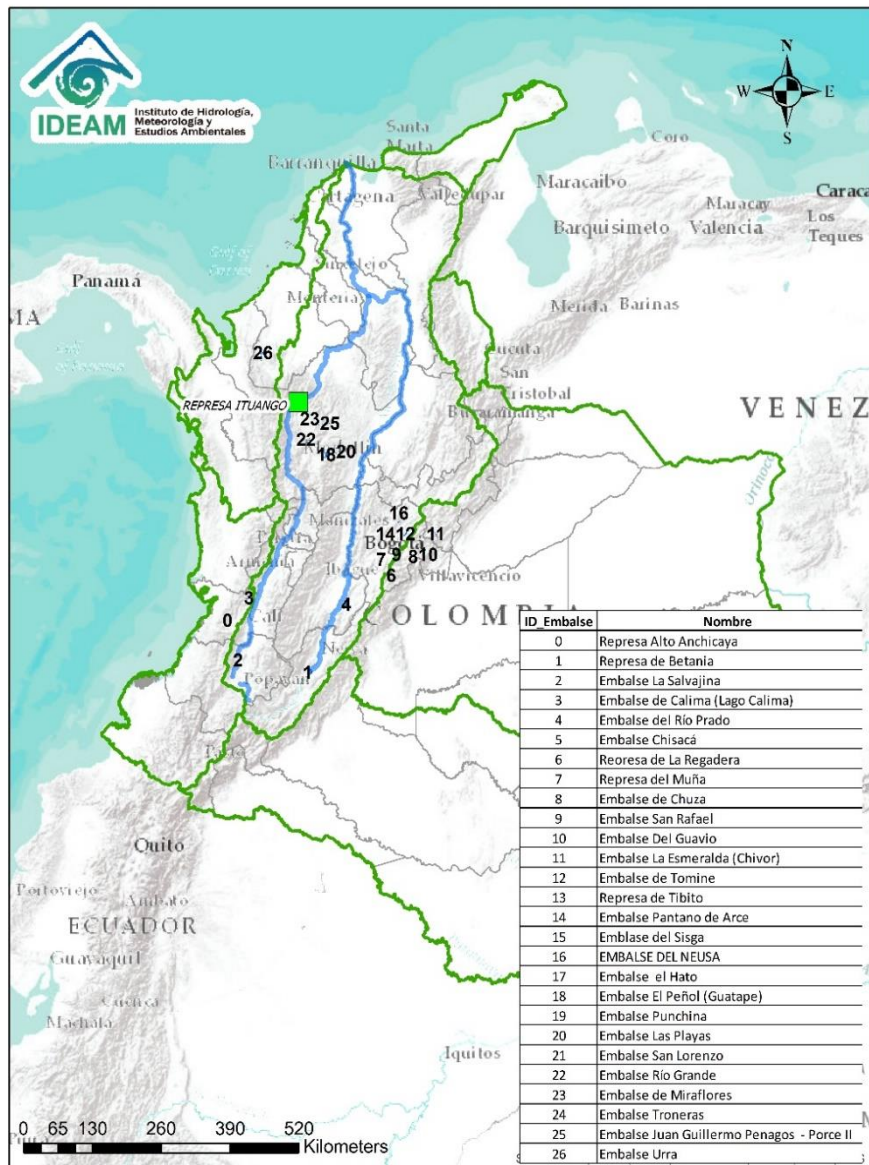 IDEAM
Instituto de Hidrología,
Meteorología y
Estudios Ambientales
N
W
E
S
Santa
Marta
Barranquilla
Coro
Cartagena
Valledupar
Maracaibo
Caracas
Maracay
Barquisimeto
Valencia
Los
Teques
Sincelejo
Panamá
Montería
Merida
Barinas
MA
26
Cucuta
San
Cristobal
REPRESA ITUANGO
Bucaramanga
VENEZ
23
25
22
Medellin
18
20
Orinoco
16
Manizales
14
12
11
Bogota
7
9
8
10
Armenia
Ibague
6
Villavicencio
3
4
COLOMBIA
0
Cali
Neiva
2
1
Popayan
Pasto
Quito
Portoviejo
Ambato
ECUADOR
Guayaquil
Cuenca
Machala
Iquitos
0 65 130 260 390 520
Kilometers
ID_Embalse Nombre
0 Represa Alto Anchicaya
1 Represa de Betania
2 Embalse La Salvajina
3 Embalse de Calima (Lago Calima)
4 Embalse del Río Prado
5 Embalse Chisacá
6 Reoresa de La Regadera
7 Represa del Muña
8 Embalse de Chuza
9 Embalse San Rafael
10 Embalse Del Guavio
11 Embalse La Esmeralda (Chivor)
12 Embalse de Tomine
13 Represa de Tibito
14 Embalse Pantano de Arce
15 Emblase del Sisga
16 EMBALSE DEL NEUSA
17 Embalse el Hato
18 Embalse El Peñol (Guatape)
19 Embalse Punchina
20 Embalse Las Playas
21 Embalse San Lorenzo
22 Embalse Río Grande
23 Embalse de Miraflores
24 Embalse Troneras
25 Embalse Juan Guillermo Penagos - Porce II
26 Embalse Urra